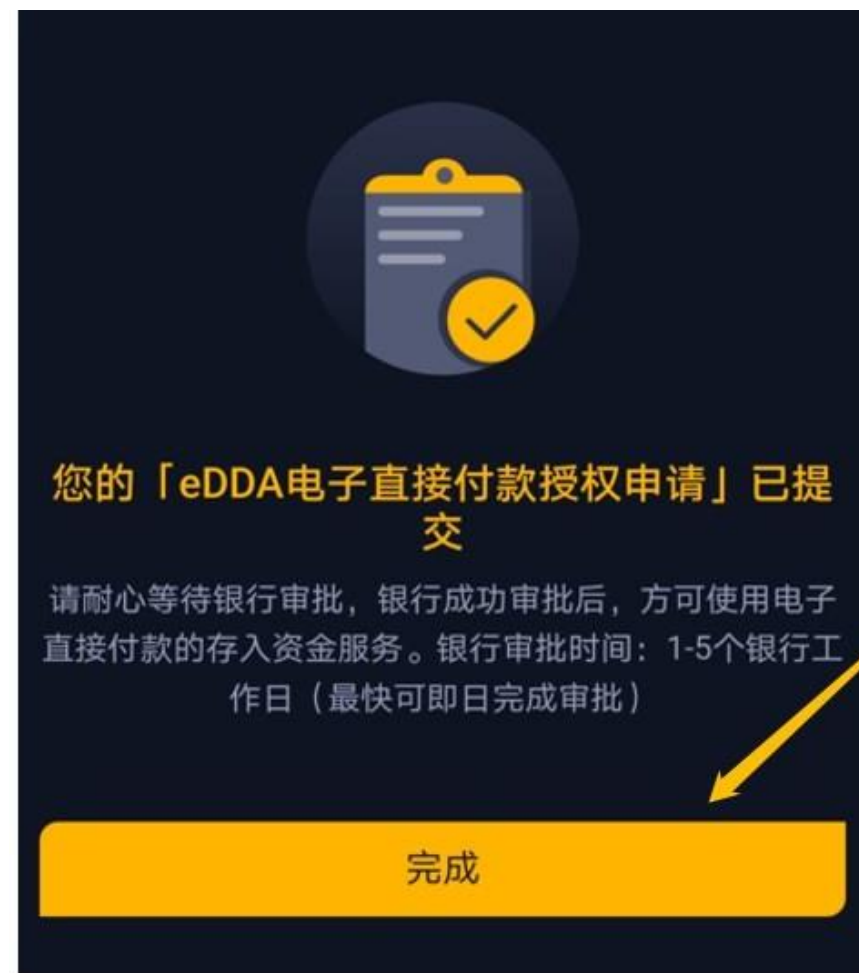 您的「eDDA电子直接付款授权申请」已提
交
请耐心等待银行审批，银行成功审批后，方可使用电子
直接付款的存入资金服务。银行审批时间：1-5个银行工
作日（最快可即日完成审批）
完成